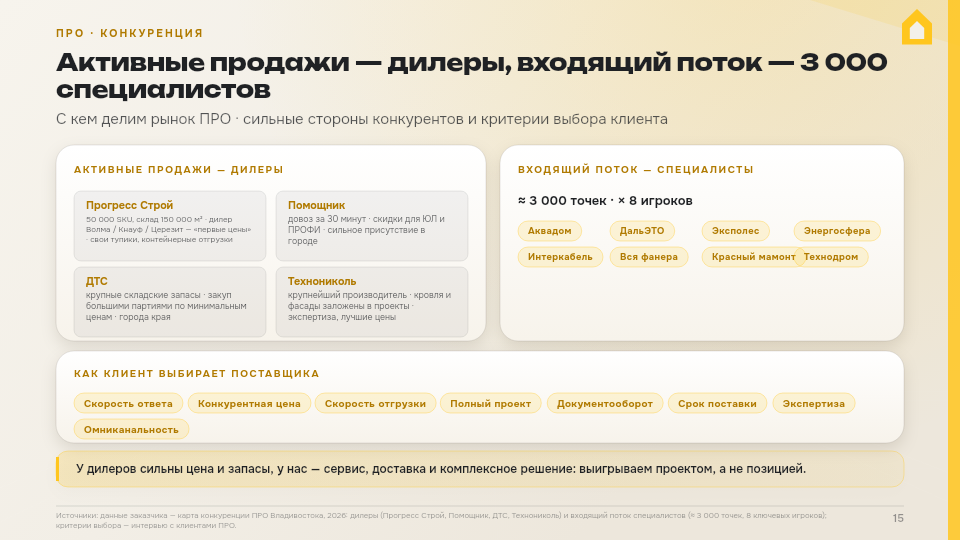 ПРО · КОНКУРЕНЦИЯ
Активные продажи — дилеры, входящий поток — 3 000
специалистов
С кем делим рынок ПРО · сильные стороны конкурентов и критерии выбора клиента
АКТИВНЫЕ ПРОДАЖИ — ДИЛЕРЫ
Прогресс Строй
50 000 SKU, склад 150 000 м² · дилер
Волма / Кнауф / Церезит — «первые цены»
· свои тупики, контейнерные отгрузки
Помощник
довоз за 30 минут · скидки для ЮЛ и
ПРОФИ · сильное присутствие в
городе
ДТС
крупные складские запасы · закуп
большими партиями по минимальным
ценам · города края
Технониколь
крупнейший производитель · кровля и
фасады заложены в проекты ·
экспертиза, лучшие цены
ВХОДЯЩИЙ ПОТОК — СПЕЦИАЛИСТЫ
≈ 3 000 точек · × 8 игроков
Аквадом
ДальЭТО
Эксполес
Энергосфера
Интеркабель
Вся фанера
Красный мамонт
Технодром
КАК КЛИЕНТ ВЫБИРАЕТ ПОСТАВЩИКА
Скорость ответа
Конкурентная цена
Скорость отгрузки
Полный проект
Документооборот
Срок поставки
Экспертиза
Омниканальность
У дилеров сильны цена и запасы, у нас — сервис, доставка и комплексное решение: выигрываем проектом, а не позицией.
Источники: данные заказчика — карта конкуренции ПРО Владивостока, 2026: дилеры (Прогресс Строй, Помощник, ДТС, Технониколь) и входящий поток специалистов (≈ 3 000 точек, 8 ключевых игроков);
критерии выбора — интервью с клиентами ПРО.
15